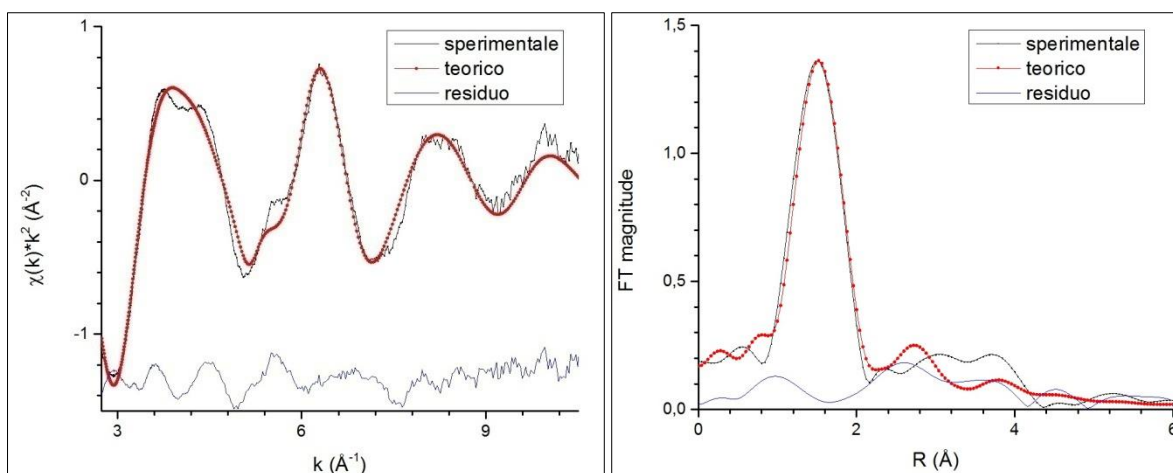 1
0
-1
χ(k)*k² (Å⁻²)
sperimentale
teorico
residuo
3
6
9
k (Å⁻¹)
1,5
1,0
0,5
0,0
FT magnitude
sperimentale
teorico
residuo
0
2
4
6
R (Å)